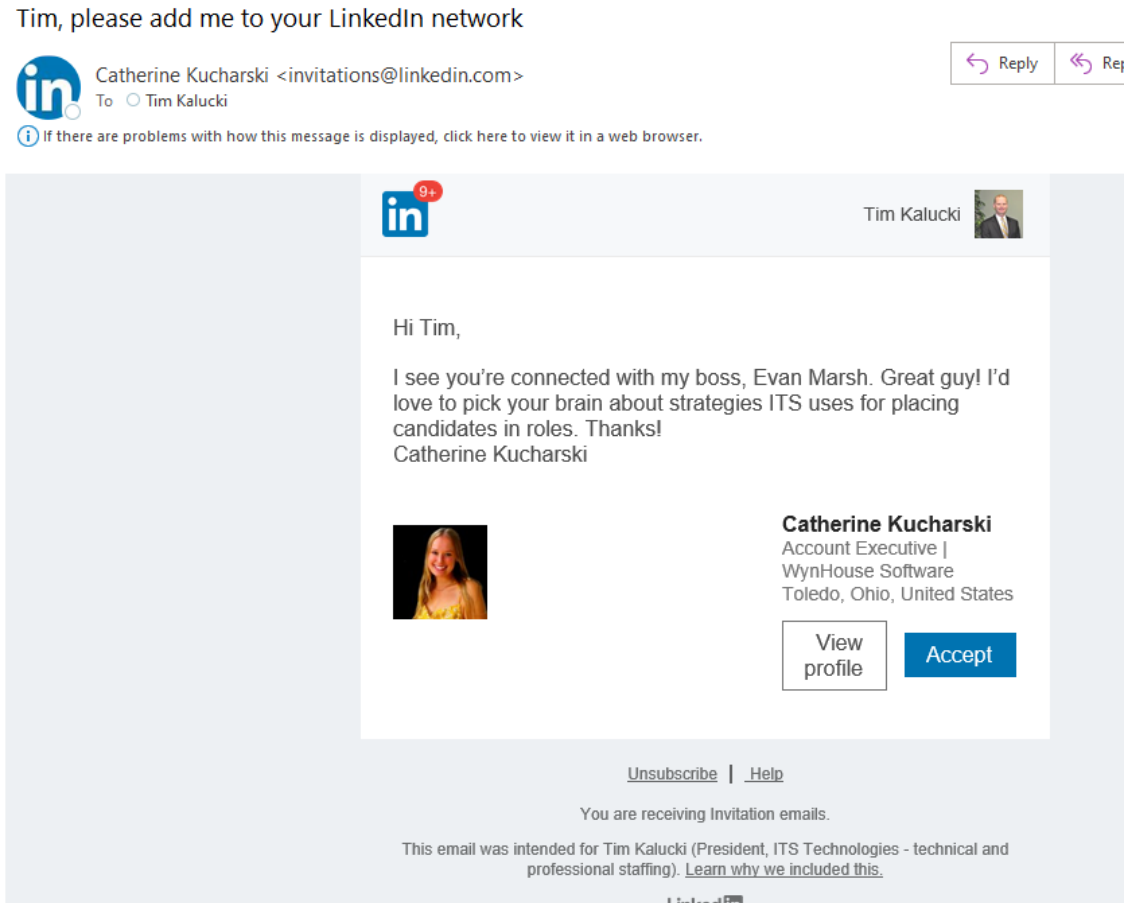 Tim, please add me to your LinkedIn network
Reply
Catherine Kucharski <invitations@linkedin.com>
To Tim Kalucki
If there are problems with how this message is displayed, click here to view it in a web browser.
in
9+
Tim Kalucki
Hi Tim,
I see you’re connected with my boss, Evan Marsh. Great guy! I’d
love to pick your brain about strategies ITS uses for placing
candidates in roles. Thanks!
Catherine Kucharski
Catherine Kucharski
Account Executive |
WynHouse Software
Toledo, Ohio, United States
View
profile
Accept
Unsubscribe | Help
You are receiving Invitation emails.
This email was intended for Tim Kalucki (President, ITS Technologies - technical and
professional staffing). Learn why we included this.
Linked in